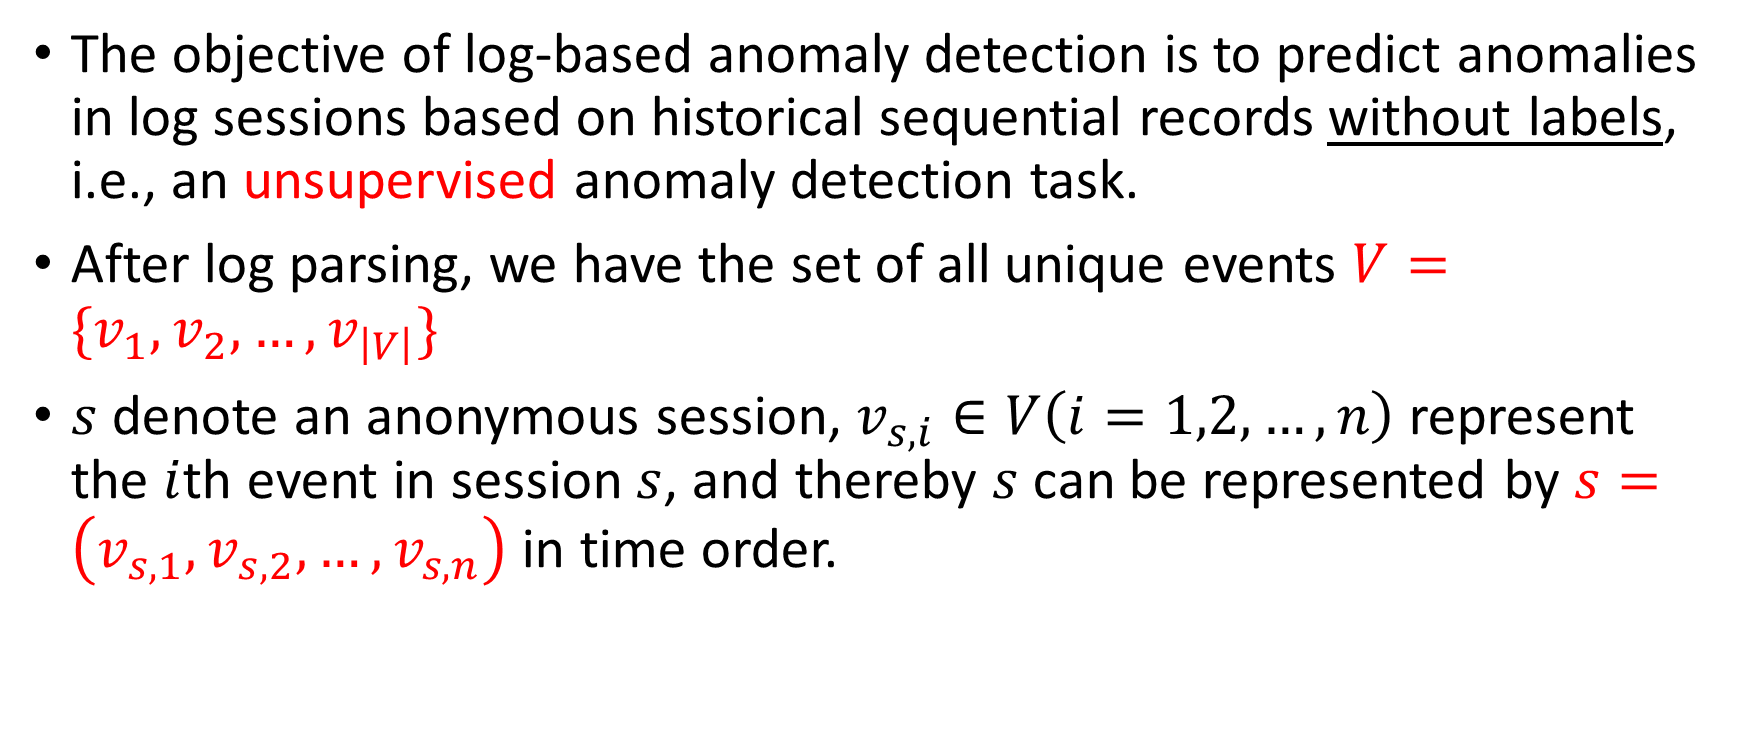 • The objective of log-based anomaly detection is to predict anomalies
in log sessions based on historical sequential records without labels,
i.e., an unsupervised anomaly detection task.
• After log parsing, we have the set of all unique events 𝑉 =
{𝑣₁, 𝑣₂, … , 𝑣|𝑉|}
• 𝑠 denote an anonymous session, 𝑣𝑠,𝑖 ∈ 𝑉(𝑖 = 1,2, … , 𝑛) represent
the 𝑖th event in session 𝑠, and thereby 𝑠 can be represented by 𝑠 =
(𝑣𝑠,1, 𝑣𝑠,2, … , 𝑣𝑠,𝑛) in time order.